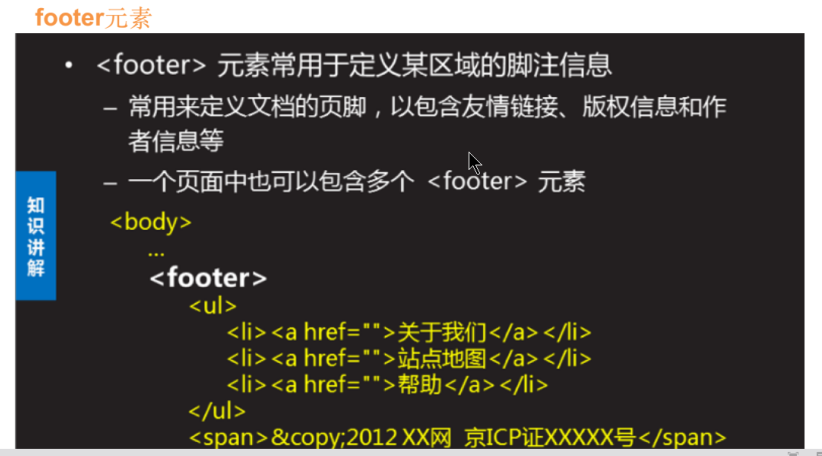 footer元素
• <footer> 元素常用于定义某区域的脚注信息
– 常用来定义文档的页脚，以包含友情链接、版权信息和作
者信息等
– 一个页面中也可以包含多个 <footer> 元素
知识讲解
<body>
...
<footer>
<ul>
<li><a href="">关于我们</a></li>
<li><a href="">站点地图</a></li>
<li><a href="">帮助</a></li>
</ul>
<span>&copy;2012 XX网 京ICP证XXXXX号</span>